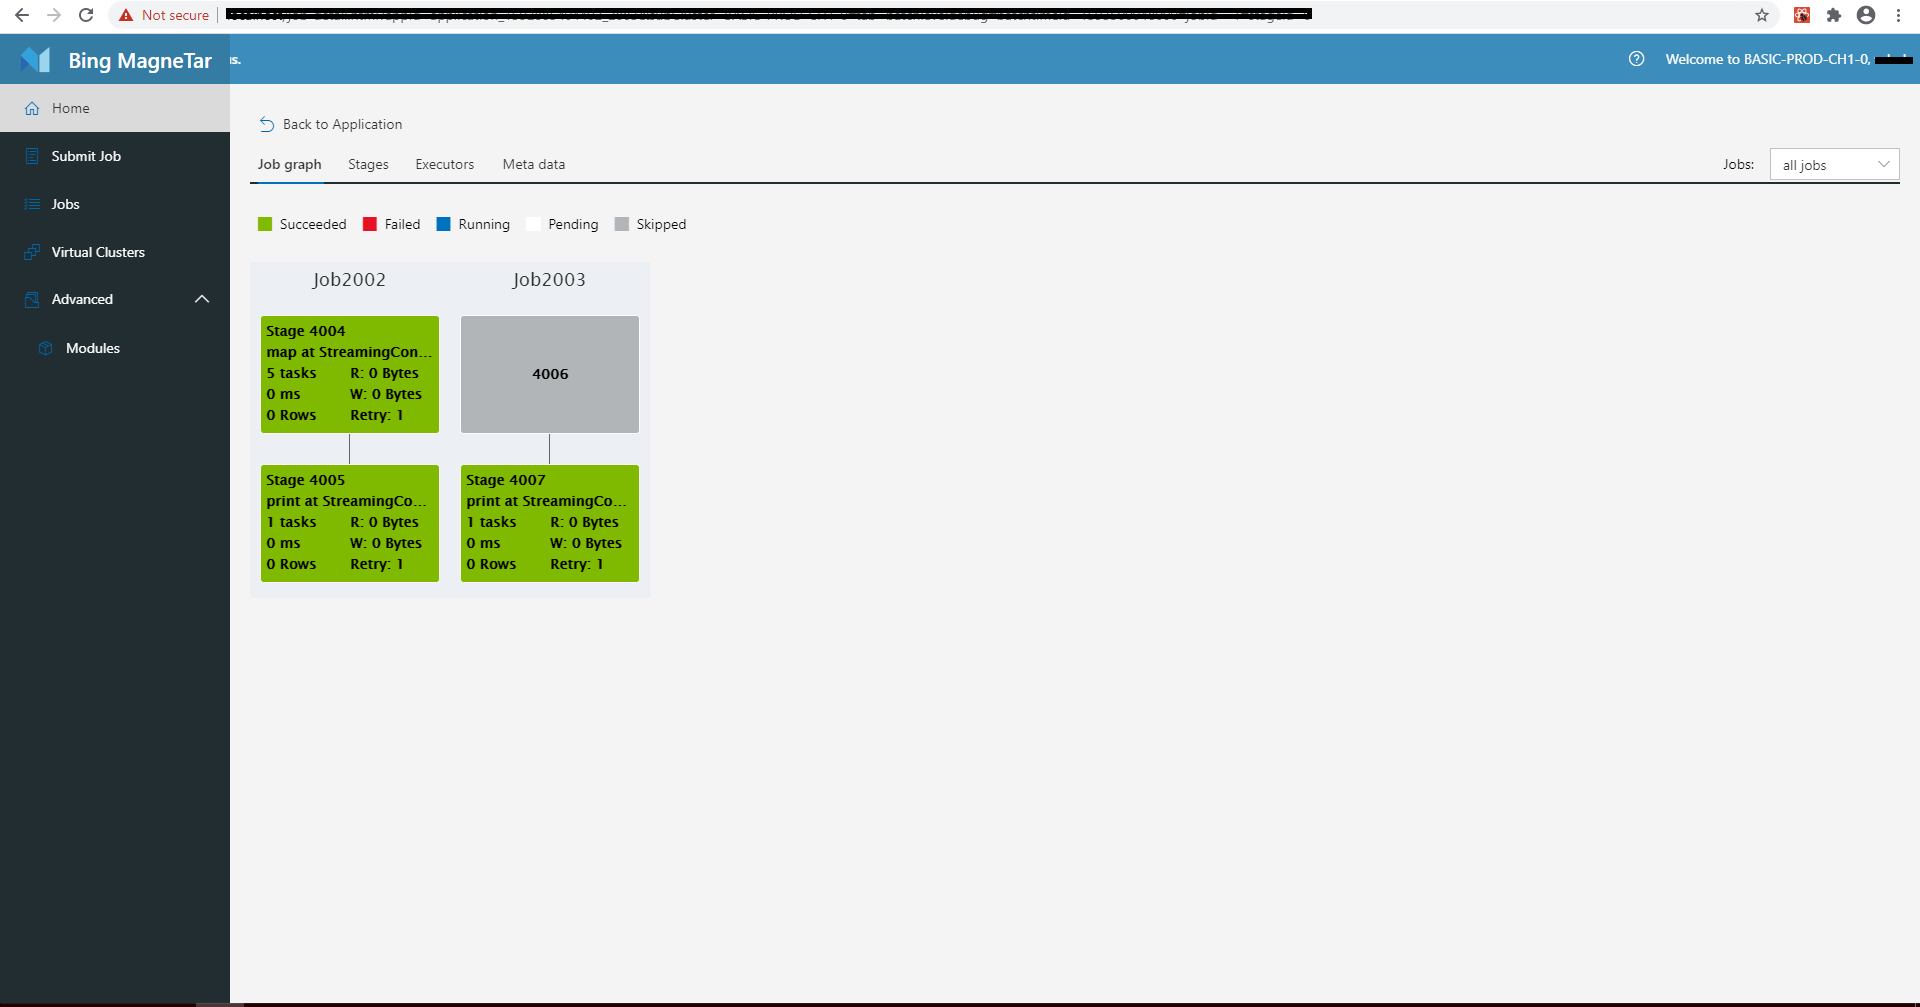 Not secure
Bing MagneTar
Welcome to BASIC-PROD-CH1-0,
Home
Submit Job
Jobs
Virtual Clusters
Advanced
Modules
Back to Application
Job graph Stages Executors Meta data
Jobs: all jobs
Succeeded Failed Running Pending Skipped
Job2002
Stage 4004
map at StreamingCon...
5 tasks R: 0 Bytes
0 ms W: 0 Bytes
0 Rows Retry: 1
Stage 4005
print at StreamingCo...
1 tasks R: 0 Bytes
0 ms W: 0 Bytes
0 Rows Retry: 1
Job2003
4006
Stage 4007
print at StreamingCo...
1 tasks R: 0 Bytes
0 ms W: 0 Bytes
0 Rows Retry: 1